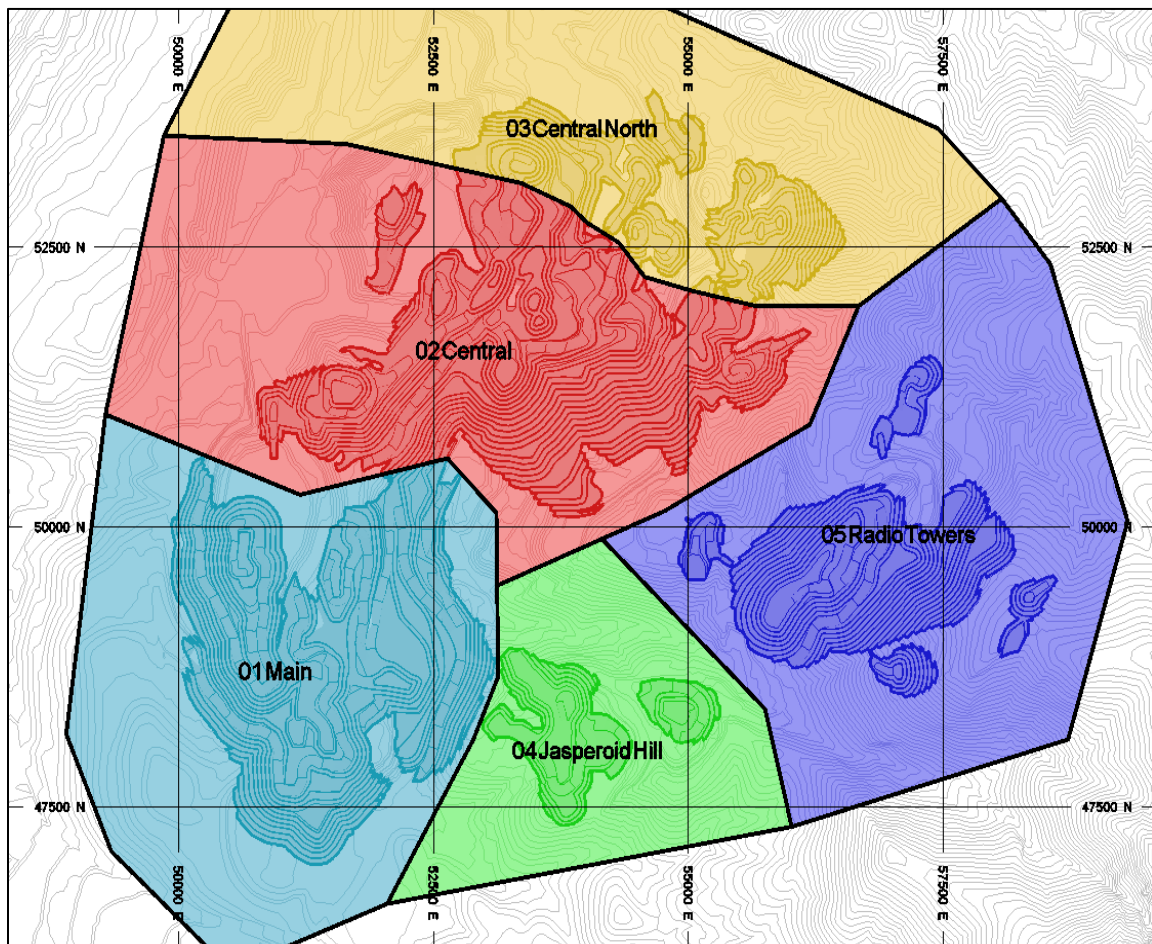 50000 E
52500 E
55000 E
57500 E
03 Central North
52500 N
52500 N
02 Central
50000 N
05 Radio Towers
50000 N
01 Main
04 Jasperoid Hill
47500 N
47500 N
50000 E
52500 E
55000 E
57500 E